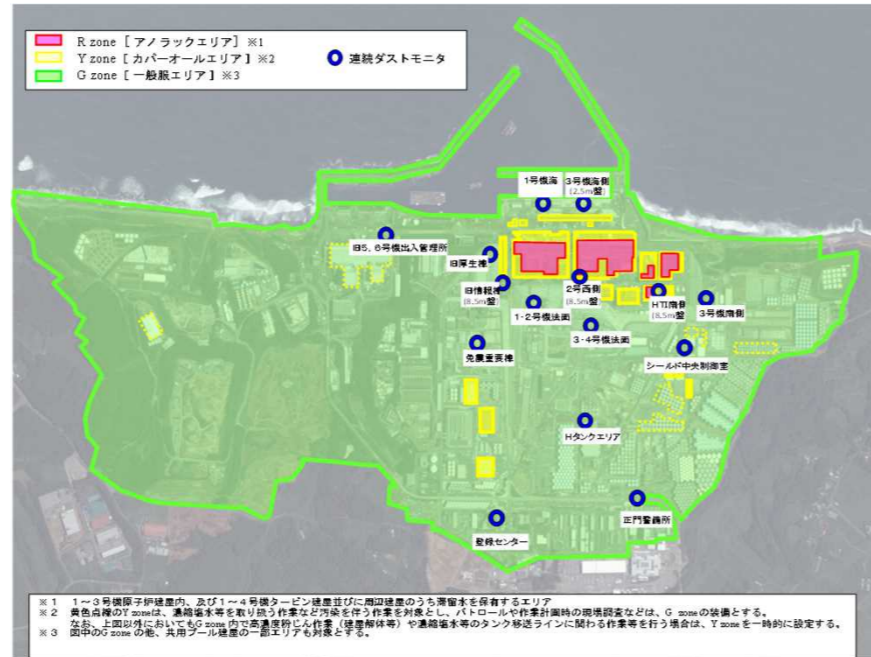 R zone [ アノラックエリア] ※1
Y zone [ カバーオールエリア] ※2
G zone [ 一般服エリア] ※3
連続ダストモニタ
1号機海
3号機海側
(2.5m盤)
旧5、6号機出入管理所
旧厚生棟
旧情報棟
(8.5m盤)
2号西側
(8.5m盤)
HTI南側
(8.5m盤)
3号機南側
1・2号機法面
3・4号機法面
免震重要棟
シールド中央制御室
Hタンクエリア
正門警備所
登録センター
※1 1～3号機原子炉建屋内、及び1～4号機タービン建屋並びに周辺建屋のうち滞留水を保有するエリア
※2 黄色点線のY zoneは、濃縮塩水等を取り扱う作業など汚染を伴う作業を対象とし、パトロールや作業計画時の現場調査などは、G zoneの装備とする。
なお、上図以外においてもG zone内で高濃度粉じん作業（建屋解体等）や濃縮塩水等のタンク移送ラインに関わる作業等を行う場合は、Y zoneを一時的に設定する。
※3 図中のG zoneの他、共用プール建屋の一部エリアも対象とする。